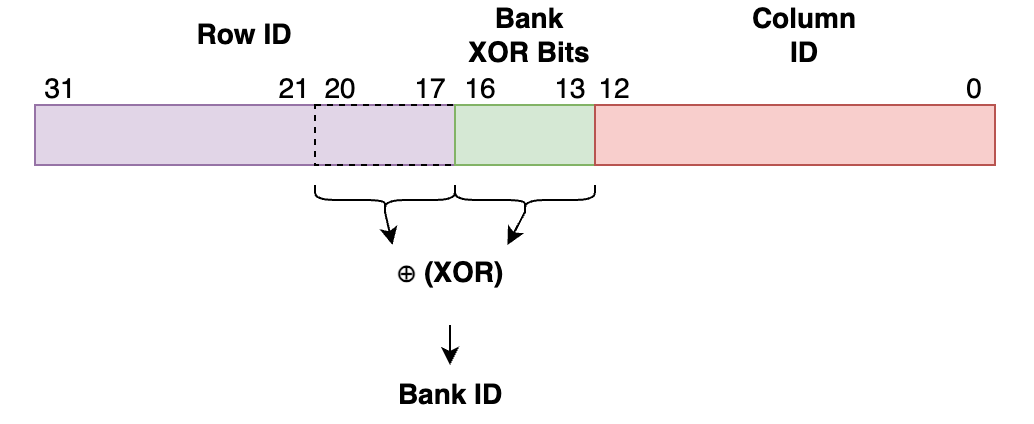 Row ID
Bank
XOR Bits
Column
ID
31 21 20 17 16 13 12 0
⊕ (XOR)
Bank ID